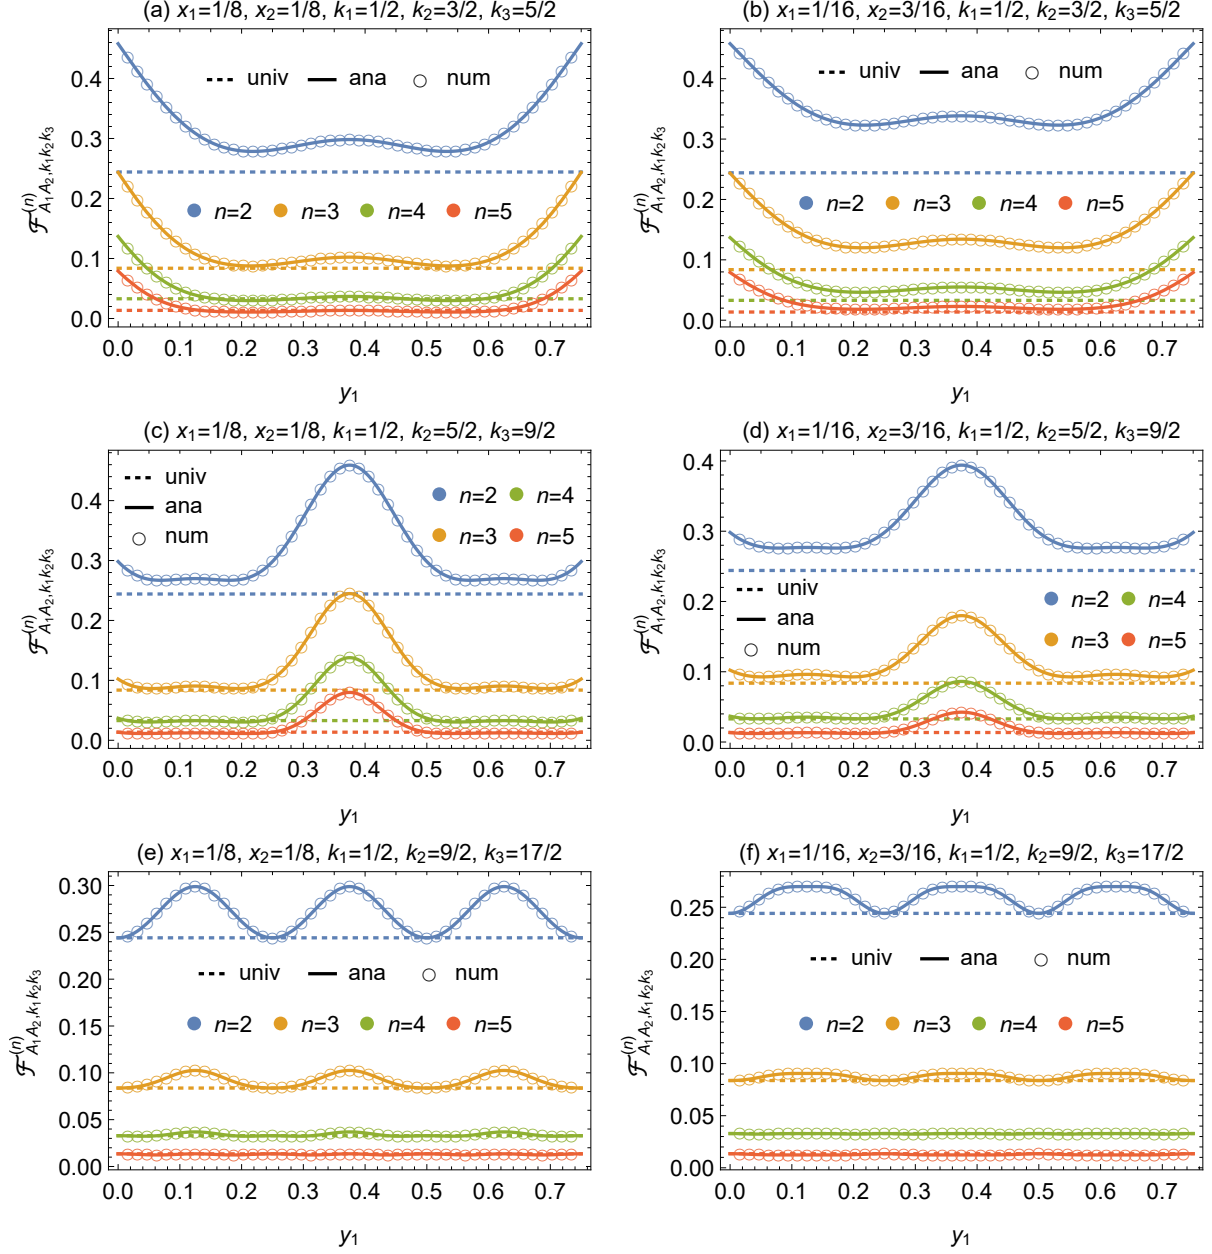 (a) x1=1/8, x2=1/8, k1=1/2, k2=3/2, k3=5/2
univ ana num
n=2 n=3 n=4 n=5
0.4
0.3
0.2
0.1
0.0
ℱ(n)A1A2,k1k2k3
0.0 0.1 0.2 0.3 0.4 0.5 0.6 0.7
y1
(b) x1=1/16, x2=3/16, k1=1/2, k2=3/2, k3=5/2
univ ana num
n=2 n=3 n=4 n=5
0.4
0.3
0.2
0.1
0.0
ℱ(n)A1A2,k1k2k3
0.0 0.1 0.2 0.3 0.4 0.5 0.6 0.7
y1
(c) x1=1/8, x2=1/8, k1=1/2, k2=5/2, k3=9/2
univ
ana
num
n=2 n=4
n=3 n=5
0.4
0.3
0.2
0.1
0.0
ℱ(n)A1A2,k1k2k3
0.0 0.1 0.2 0.3 0.4 0.5 0.6 0.7
y1
(d) x1=1/16, x2=3/16, k1=1/2, k2=5/2, k3=9/2
univ
ana
num
n=2 n=4
n=3 n=5
0.4
0.3
0.2
0.1
0.0
ℱ(n)A1A2,k1k2k3
0.0 0.1 0.2 0.3 0.4 0.5 0.6 0.7
y1
(e) x1=1/8, x2=1/8, k1=1/2, k2=9/2, k3=17/2
univ ana num
n=2 n=3 n=4 n=5
0.30
0.25
0.20
0.15
0.10
0.05
0.00
ℱ(n)A1A2,k1k2k3
0.0 0.1 0.2 0.3 0.4 0.5 0.6 0.7
y1
(f) x1=1/16, x2=3/16, k1=1/2, k2=9/2, k3=17/2
univ ana num
n=2 n=3 n=4 n=5
0.25
0.20
0.15
0.10
0.05
0.00
ℱ(n)A1A2,k1k2k3
0.0 0.1 0.2 0.3 0.4 0.5 0.6 0.7
y1